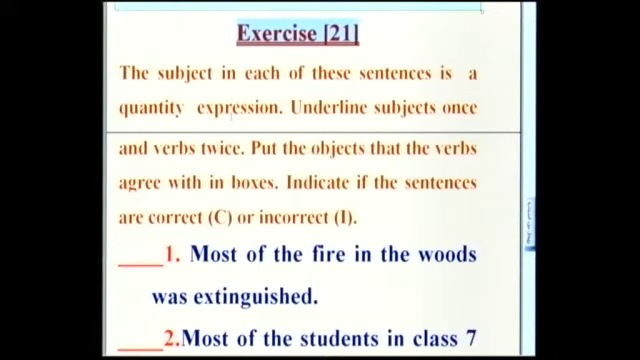 Exercise [21]
The subject in each of these sentences is a
quantity expression. Underline subjects once
and verbs twice. Put the objects that the verbs
agree with in boxes. Indicate if the sentences
are correct (C) or incorrect (I).
____1. Most of the fire in the woods
was extinguished.
____2.Most of the students in class 7